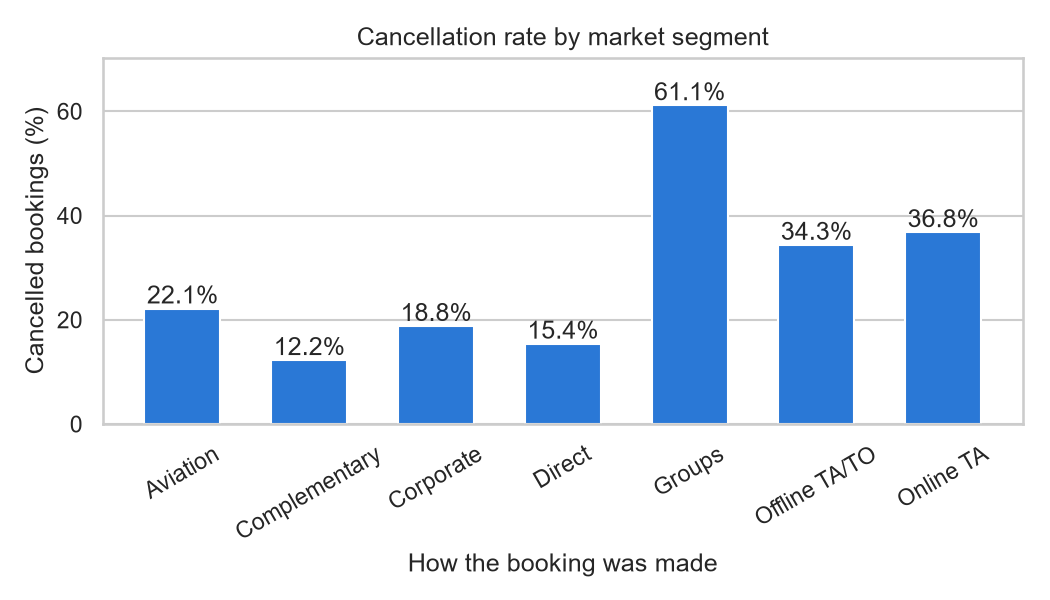 Cancellation rate by market segment
Cancelled bookings (%)
60
40
20
0
22.1%
12.2%
18.8%
15.4%
61.1%
34.3%
36.8%
Aviation
Complementary
Corporate
Direct
Groups
Offline TA/TO
Online TA
How the booking was made